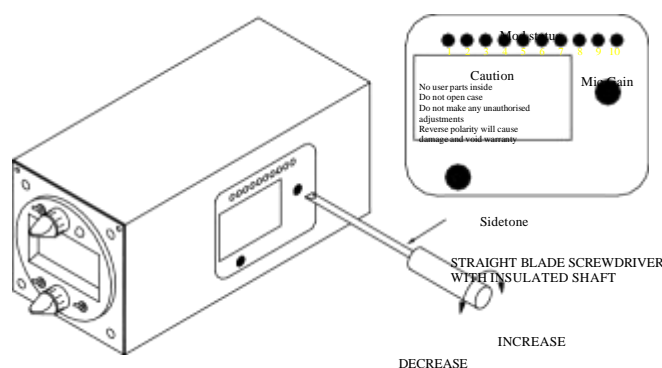 Mod status
1 2 3 4 5 6 7 8 9 10
Caution
No user parts inside
Do not open case
Do not make any unauthorised
adjustments
Reverse polarity will cause
damage and void warranty
Mic Gain
Sidetone
STRAIGHT BLADE SCREWDRIVER
WITH INSULATED SHAFT
INCREASE
DECREASE